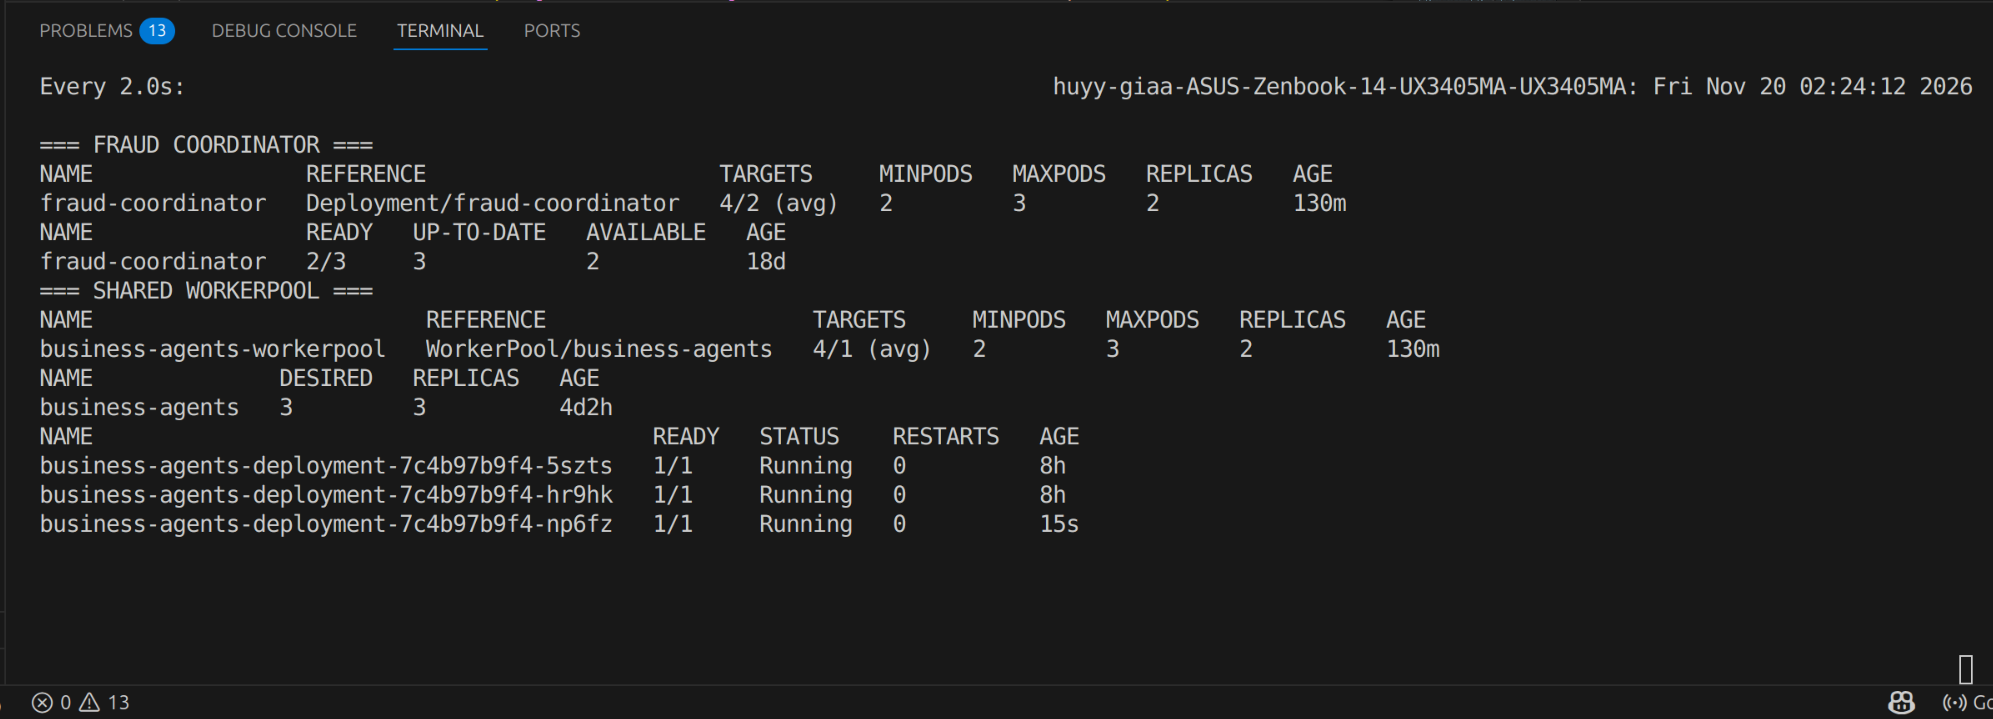 PROBLEMS 13 DEBUG CONSOLE TERMINAL PORTS
Every 2.0s: huyy-giaa-ASUS-Zenbook-14-UX3405MA-UX3405MA: Fri Nov 20 02:24:12 2026
=== FRAUD COORDINATOR ===
NAME REFERENCE TARGETS MINPODS MAXPODS REPLICAS AGE
fraud-coordinator Deployment/fraud-coordinator 4/2 (avg) 2 3 2 130m
NAME READY UP-TO-DATE AVAILABLE AGE
fraud-coordinator 2/3 3 2 18d
=== SHARED WORKERPOOL ===
NAME REFERENCE TARGETS MINPODS MAXPODS REPLICAS AGE
business-agents-workerpool WorkerPool/business-agents 4/1 (avg) 2 3 2 130m
NAME DESIRED REPLICAS AGE
business-agents 3 3 4d2h
NAME READY STATUS RESTARTS AGE
business-agents-deployment-7c4b97b9f4-5szts 1/1 Running 0 8h
business-agents-deployment-7c4b97b9f4-hr9hk 1/1 Running 0 8h
business-agents-deployment-7c4b97b9f4-np6fz 1/1 Running 0 15s
0 13 Go